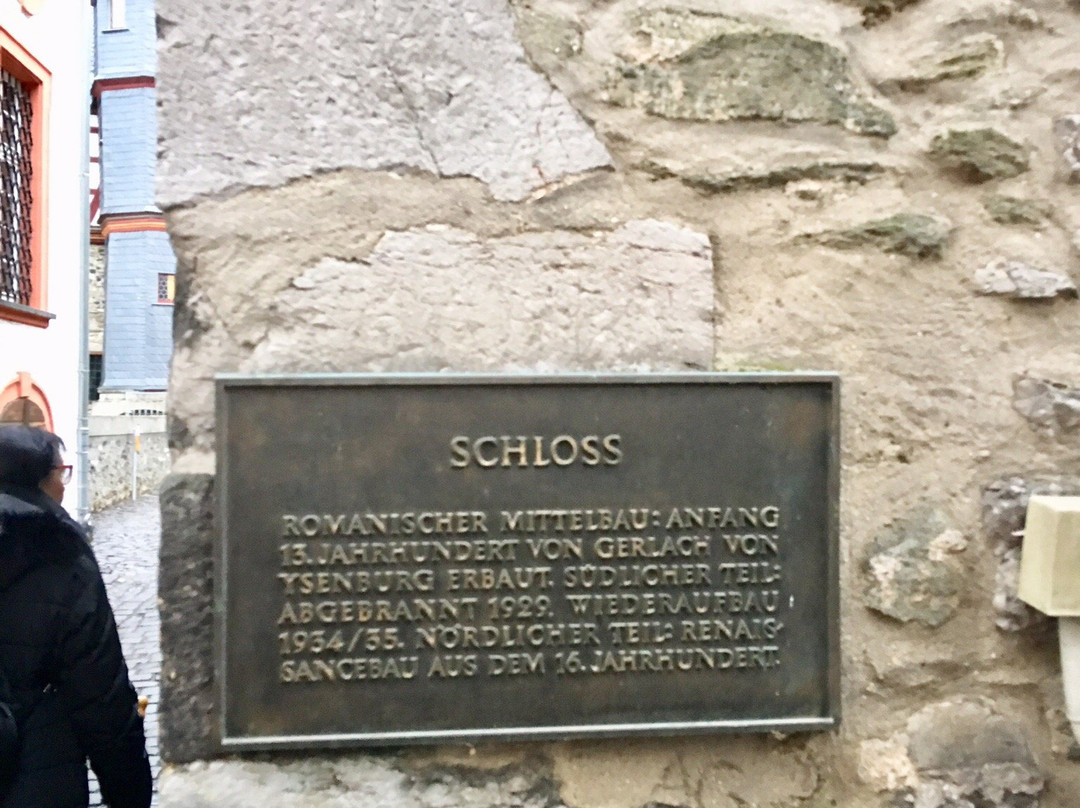 SCHLOSS
ROMANISCHER MITTELBAU: ANFANG
13. JAHRHUNDERT VON GERLACH VON
YSENBURG ERBAUT. SÜDLICHER TEIL:
ABGEBRANNT 1929. WIEDERAUFBAU
1934/35. NÖRDLICHER TEIL: RENAIS-
SANCEBAU AUS DEM 16. JAHRHUNDERT.